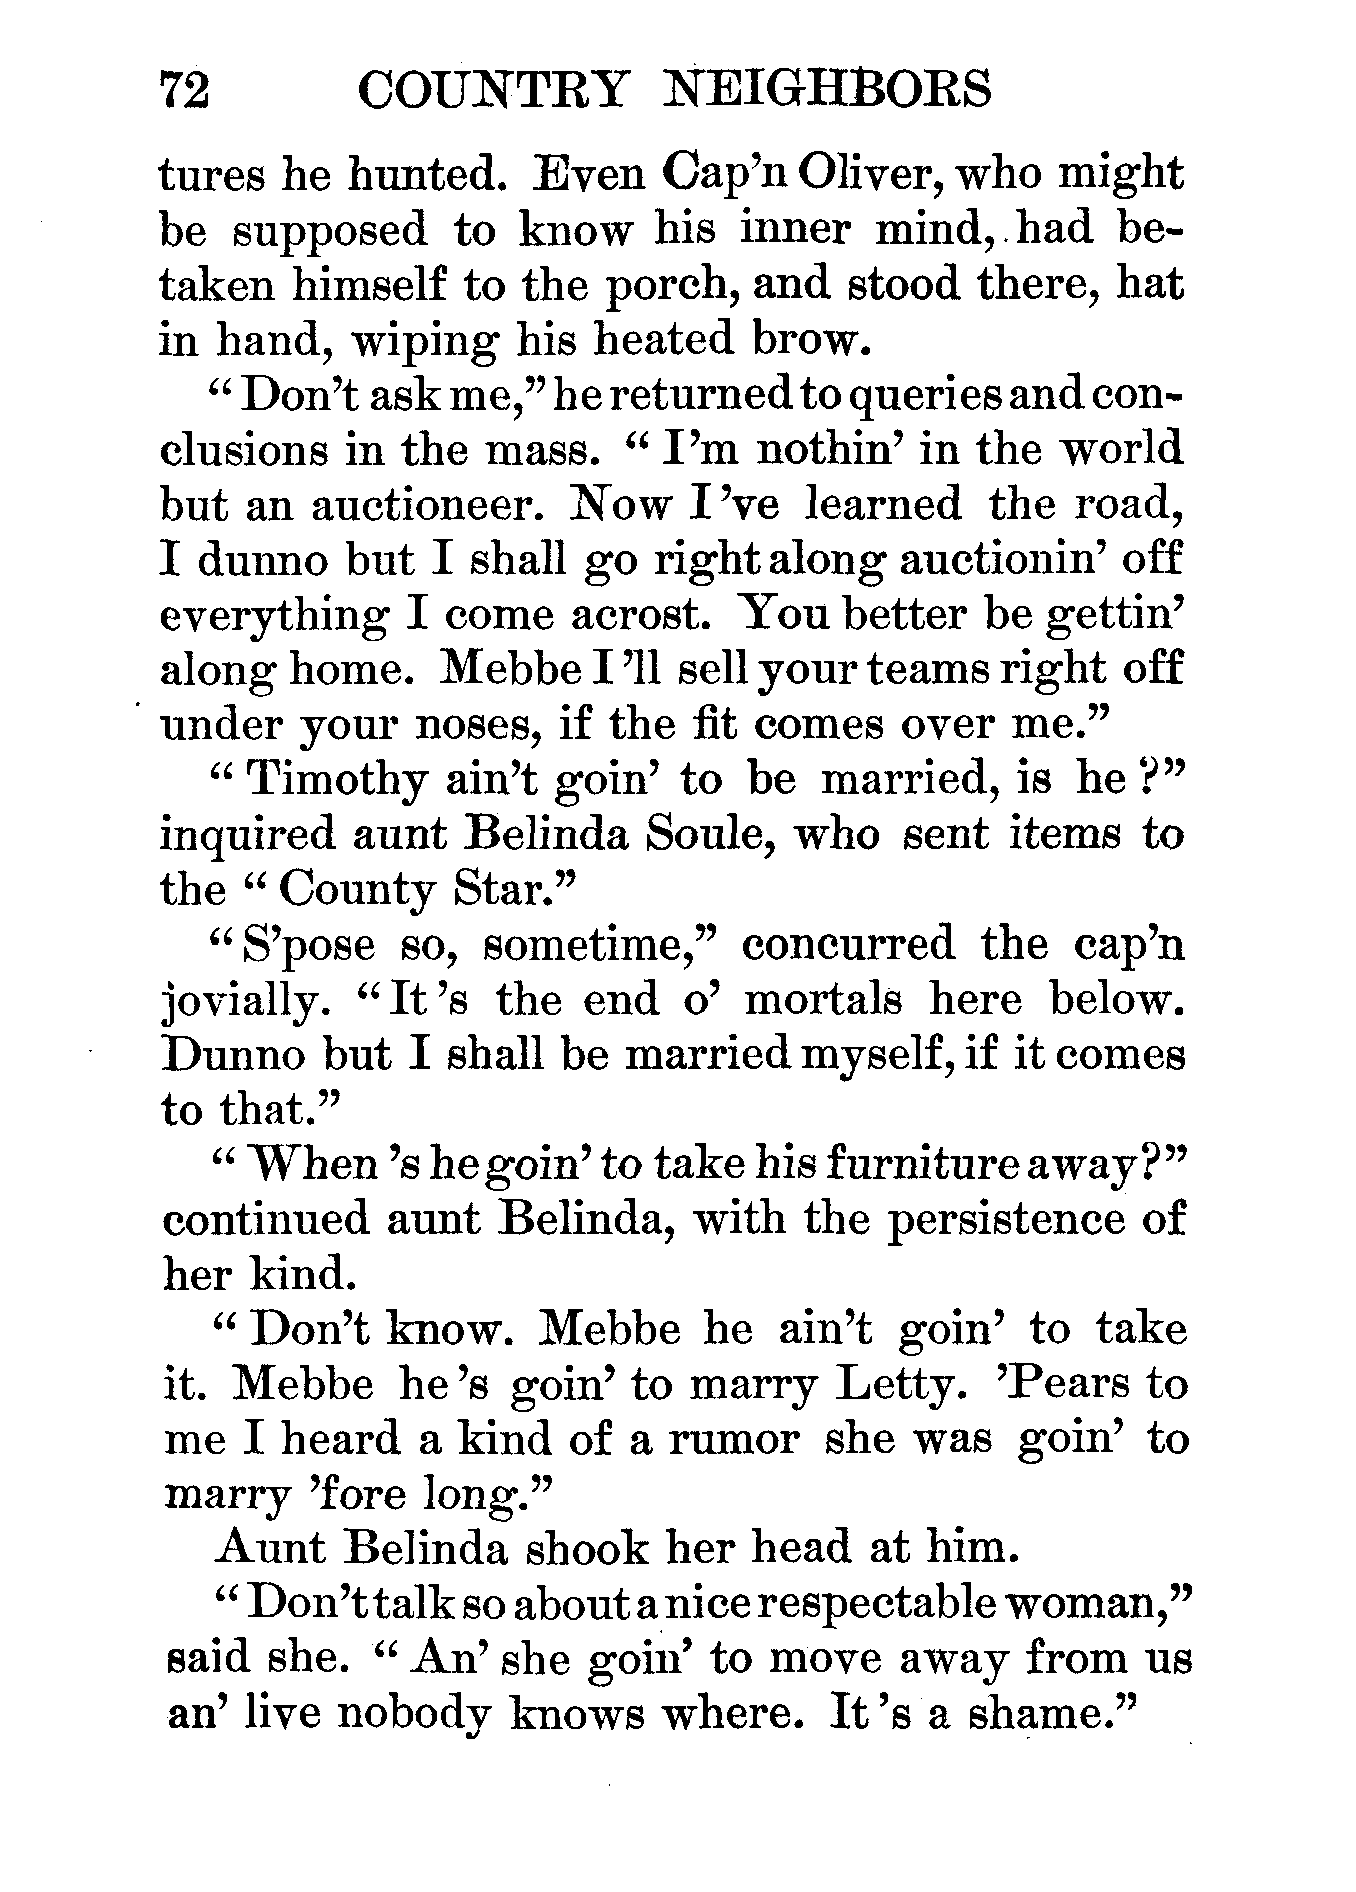 72 COUNTRY NEIGHBORS
tures he hunted. Even Cap'n Oliver, who might
be supposed to know his inner mind, had be-
taken himself to the porch, and stood there, hat
in hand, wiping his heated brow.
"Don't ask me," he returned to queries and con-
clusions in the mass. "I'm nothin' in the world
but an auctioneer. Now I've learned the road,
I dunno but I shall go right along auctionin' off
everything I come acrost. You better be gettin'
along home. Mebbe I'll sell your teams right off
under your noses, if the fit comes over me."
"Timothy ain't goin' to be married, is he?"
inquired aunt Belinda Soule, who sent items to
the "County Star."
"S'pose so, sometime," concurred the cap'n
jovially. "It's the end o' mortals here below.
Dunno but I shall be married myself, if it comes
to that."
"When's he goin' to take his furniture away?"
continued aunt Belinda, with the persistence of
her kind.
"Don't know. Mebbe he ain't goin' to take
it. Mebbe he's goin' to marry Letty. 'Pears to
me I heard a kind of a rumor she was goin' to
marry 'fore long."
Aunt Belinda shook her head at him.
"Don't talk so about a nice respectable woman,"
said she. "An' she goin' to move away from us
an' live nobody knows where. It's a shame."